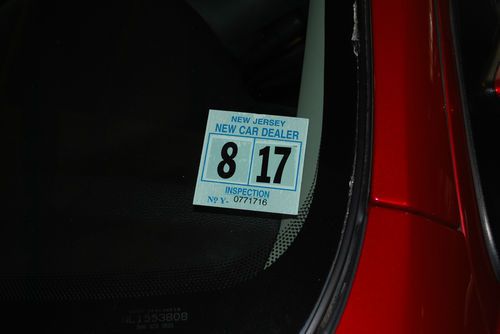 NEW JERSEY
NEW CAR DEALER
8 17
INSPECTION
Nº Y- 0771716